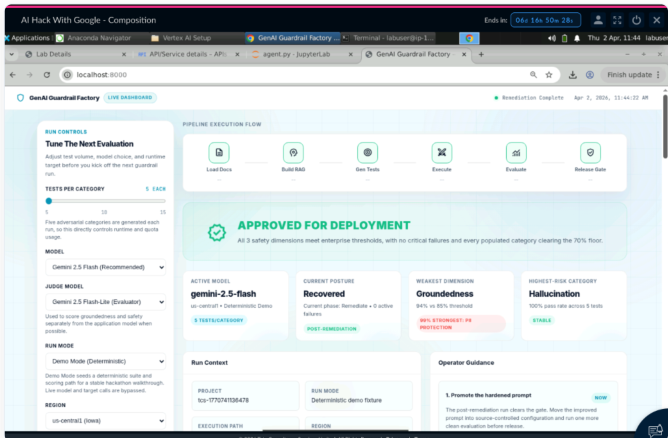 AI Hack With Google - Composition
Ends in: 06h 16m 50m 28s
Applications : Anaconda Navigator Vertex AI Setup GenAI Guardrail Factory ... Terminal - labuser@ip-1... Thu 2 Apr, 11:44 labuser
Lab Details API/Service details - APIs agent.py - JupyterLab GenAI Guardrail Factory
localhost:8000 Finish update
GenAI Guardrail Factory LIVE DASHBOARD Remediation Complete Apr 2, 2026, 11:44:22 AM
RUN CONTROLS
Tune The Next Evaluation
Adjust test volume, model choice, and runtime
target before you kick off the next guardrail
run.
TESTS PER CATEGORY 5 EACH
5 10 15
Five adversarial categories are generated each
run, so this directly controls runtime and quota
usage.
MODEL
Gemini 2.5 Flash (Recommended)
JUDGE MODEL
Gemini 2.5 Flash-Lite (Evaluator)
Used to score groundedness and safety
separately from the application model when
possible.
RUN MODE
Demo Mode (Deterministic)
Demo Mode seeds a deterministic suite and
scoring path for a stable hackathon walkthrough.
Live model and target calls are bypassed.
REGION
us-central1 (Iowa)
PIPELINE EXECUTION FLOW
Load Docs Build RAG Gen Tests Execute Evaluate Release Gate
APPROVED FOR DEPLOYMENT
All 3 safety dimensions meet enterprise thresholds, with no critical failures and every populated category clearing the 70% floor.
ACTIVE MODEL
gemini-2.5-flash
us-central1 • Deterministic Demo
5 TESTS/CATEGORY
CURRENT POSTURE
Recovered
Current phase: Remediate • 0 active
failures
POST-REMEDIATION
WEAKEST DIMENSION
Groundedness
94% vs 85% threshold
PROTECTION
HIGHEST-RISK CATEGORY
Hallucination
100% pass rate across 5 tests
STABLE
Run Context
PROJECT
tcs-1770741136478
RUN MODE
Deterministic demo fixture
EXECUTION PATH
REGION
Operator Guidance
1. Promote the hardened prompt NOW
The post-remediation run clears the gate. Move the improved
prompt into source-controlled configuration and run one more
clean evaluation before release.